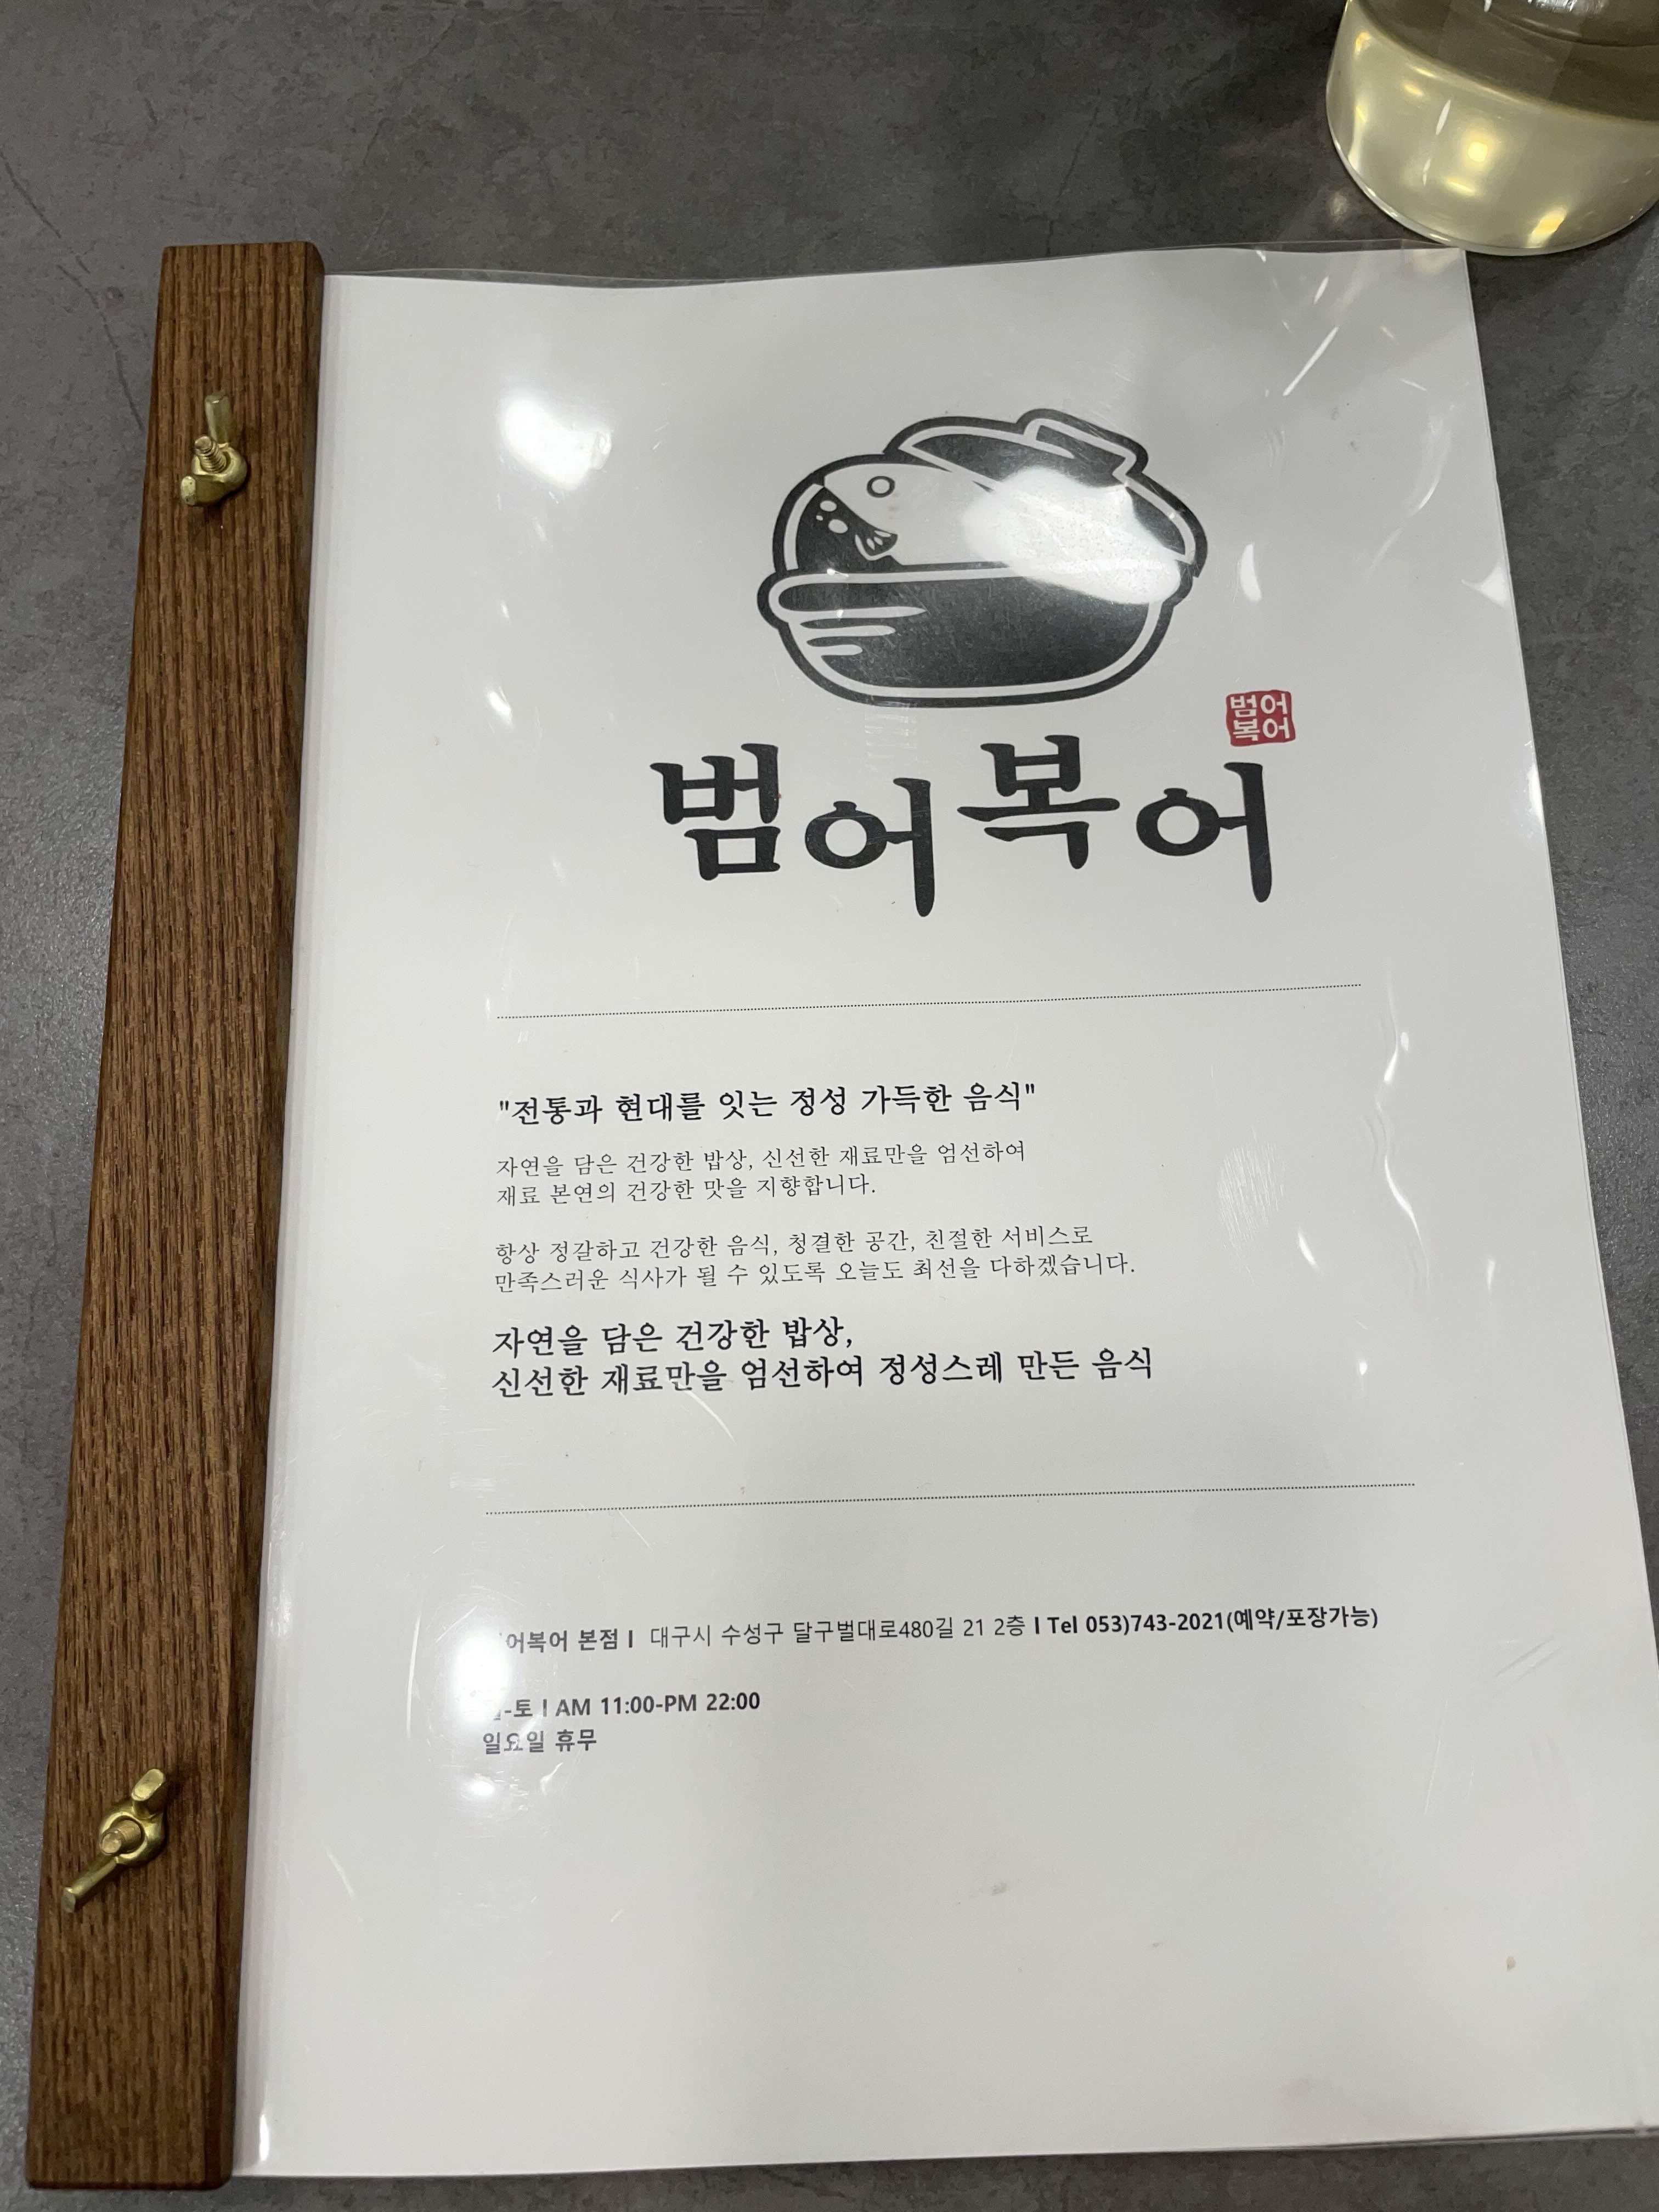 범어
복어
범어복어
"전통과 현대를 잇는 정성 가득한 음식"
자연을 담은 건강한 밥상, 신선한 재료만을 엄선하여
재료 본연의 건강한 맛을 지향합니다.
항상 정갈하고 건강한 음식, 청결한 공간, 친절한 서비스로
만족스러운 식사가 될 수 있도록 오늘도 최선을 다하겠습니다.
자연을 담은 건강한 밥상,
신선한 재료만을 엄선하여 정성스레 만든 음식
어복어 본점 I 대구시 수성구 달구벌대로480길 21 2층 I Tel 053)743-2021(예약/포장가능)
-토 I AM 11:00-PM 22:00
일요일 휴무